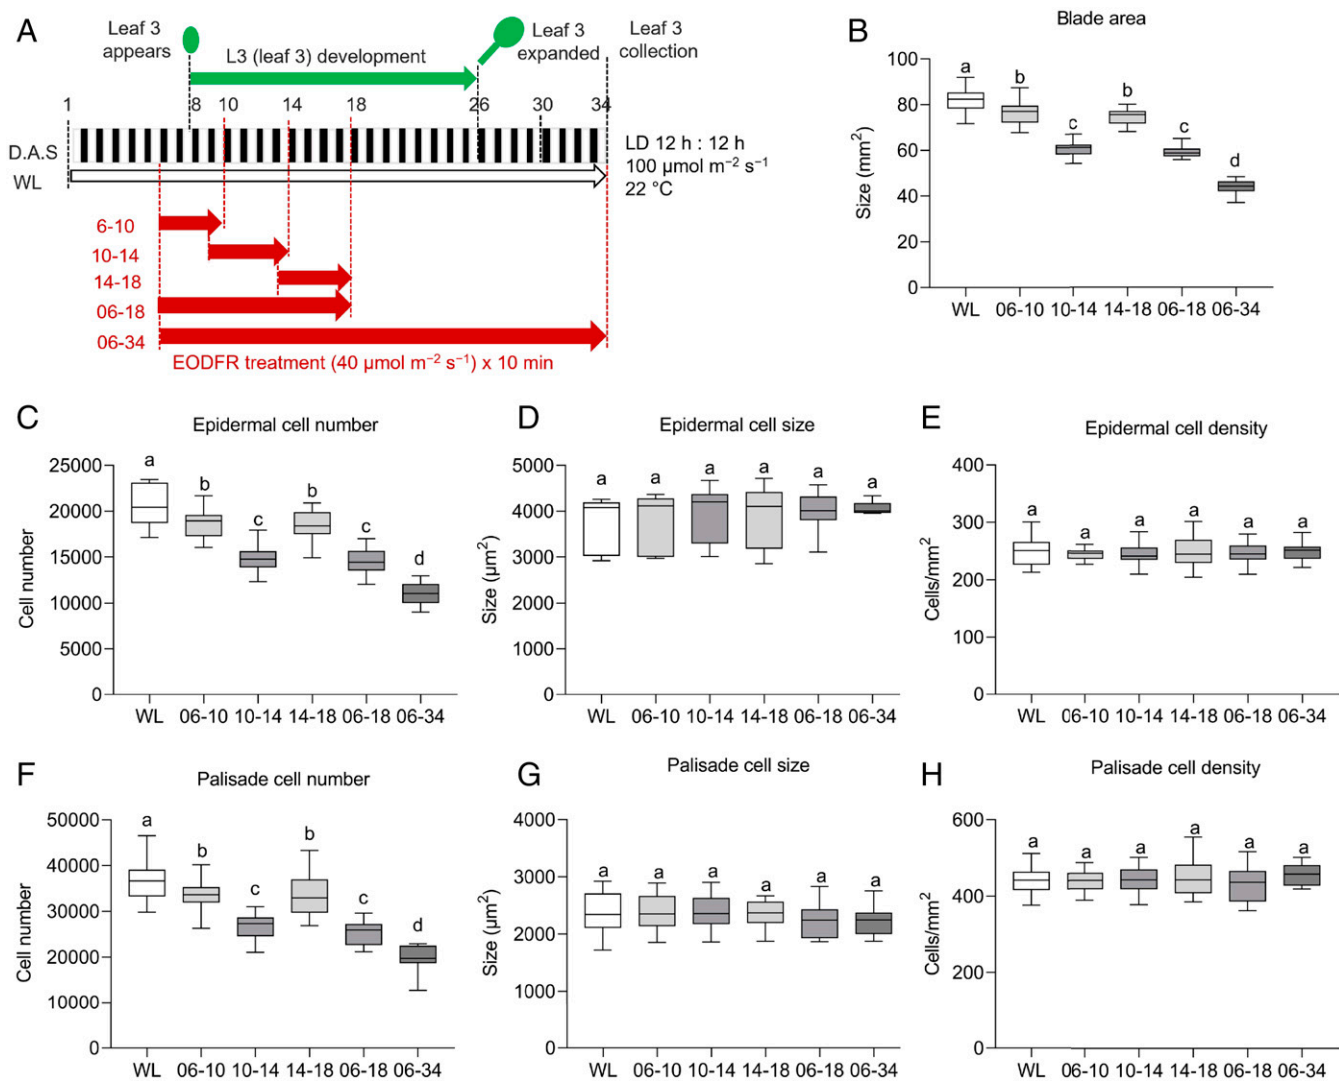 A
Leaf 3
appears
L3 (leaf 3) development
Leaf 3
expanded
Leaf 3
collection
1
8
10
14
18
26
30
34
D.A.S
WL
LD 12 h : 12 h
100 µmol m⁻² s⁻¹
22 °C
6-10
10-14
14-18
06-18
06-34
EODFR treatment (40 µmol m⁻² s⁻¹) x 10 min
B
Blade area
Size (mm²)
100
80
60
40
20
0
a
b
c
b
c
d
WL 06-10 10-14 14-18 06-18 06-34
C
Epidermal cell number
Cell number
25000
20000
15000
10000
5000
0
a
b
c
b
c
d
WL 06-10 10-14 14-18 06-18 06-34
D
Epidermal cell size
Size (µm²)
5000
4000
3000
2000
1000
0
a a a a a a
WL 06-10 10-14 14-18 06-18 06-34
E
Epidermal cell density
Cells/mm²
400
300
200
100
0
a a a a a a
WL 06-10 10-14 14-18 06-18 06-34
F
Palisade cell number
Cell number
50000
40000
30000
20000
10000
0
a
b
c
b
c
d
WL 06-10 10-14 14-18 06-18 06-34
G
Palisade cell size
Size (µm²)
4000
3000
2000
1000
0
a a a a a a
WL 06-10 10-14 14-18 06-18 06-34
H
Palisade cell density
Cells/mm²
600
400
200
0
a a a a a a
WL 06-10 10-14 14-18 06-18 06-34